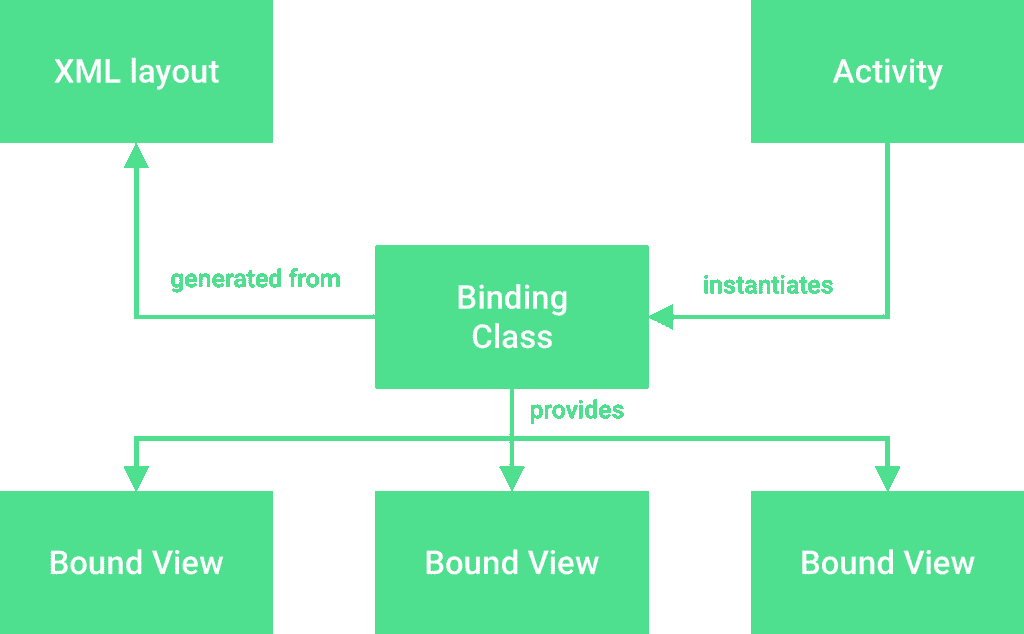 XML layout
Activity
generated from
instantiates
Binding
Class
provides
Bound View
Bound View
Bound View